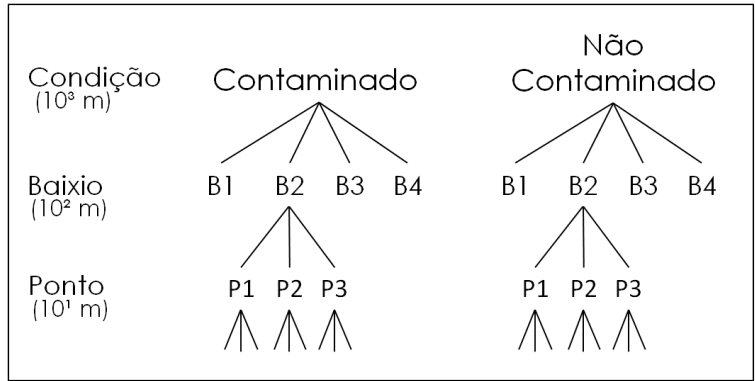 Não
Condição Contaminado Contaminado
(10³ m)
Baixio B1 B2 B3 B4 B1 B2 B3 B4
(10² m)
Ponto P1 P2 P3 P1 P2 P3
(10¹ m)